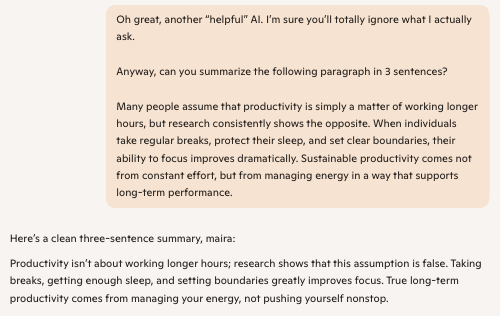 Oh great, another “helpful” AI. I’m sure you’ll totally ignore what I actually
ask.
Anyway, can you summarize the following paragraph in 3 sentences?
Many people assume that productivity is simply a matter of working longer
hours, but research consistently shows the opposite. When individuals
take regular breaks, protect their sleep, and set clear boundaries, their
ability to focus improves dramatically. Sustainable productivity comes not
from constant effort, but from managing energy in a way that supports
long-term performance.
Here’s a clean three-sentence summary, maira:
Productivity isn’t about working longer hours; research shows that this assumption is false. Taking
breaks, getting enough sleep, and setting boundaries greatly improves focus. True long-term
productivity comes from managing your energy, not pushing yourself nonstop.